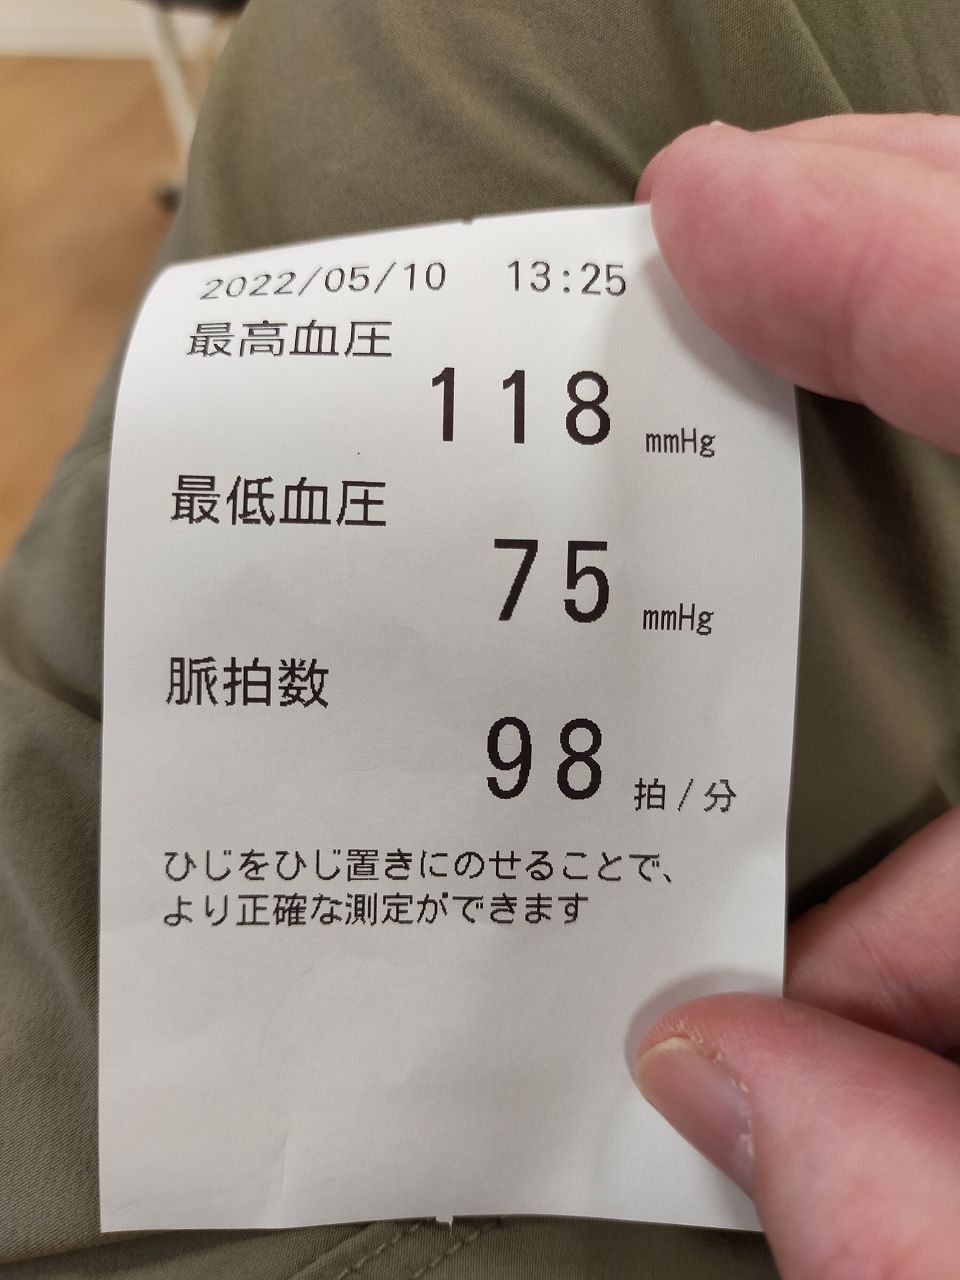 2022/05/10 13:25
最高血圧
118 mmHg
最低血圧
75 mmHg
脈拍数
98 拍/分
ひじをひじ置きにのせることで、
より正確な測定ができます